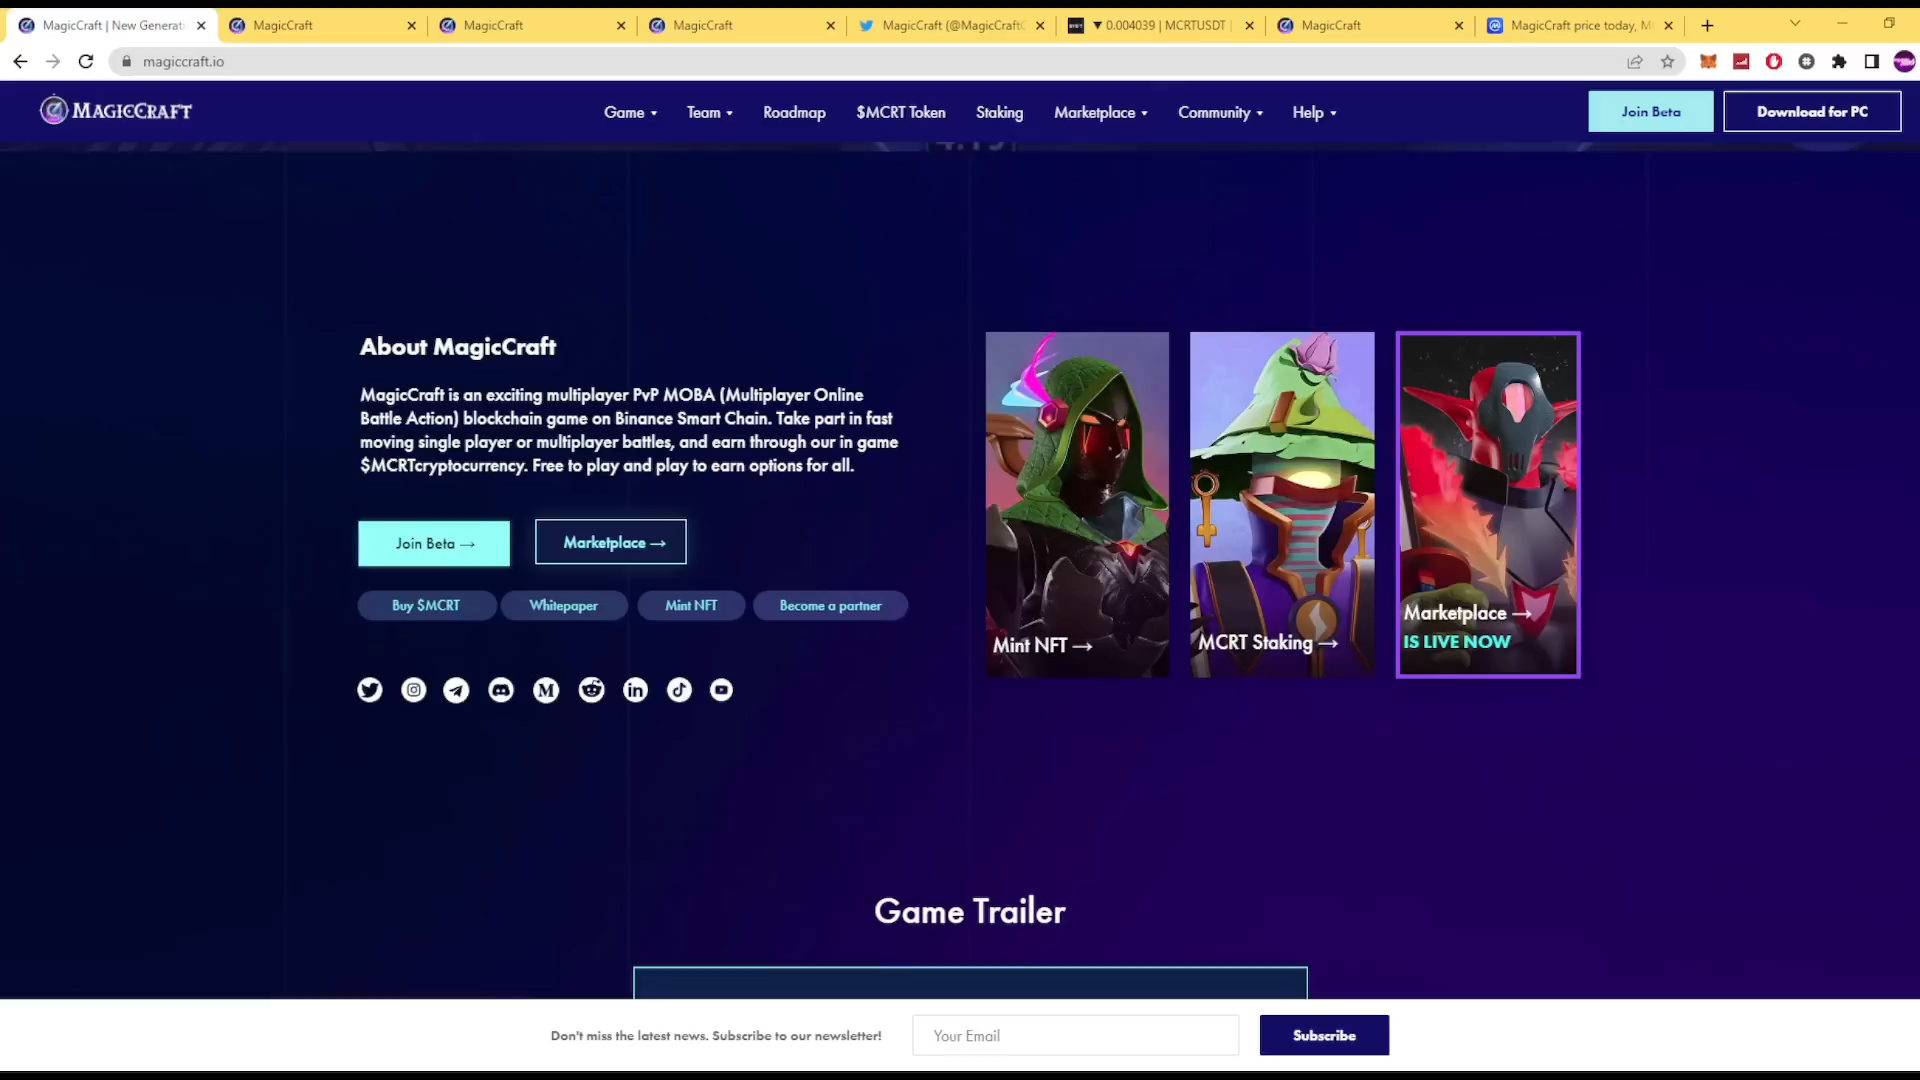 MagicCraft | New Generati
MagicCraft
MagicCraft
MagicCraft
MagicCraft (@MagicCraftG
▼ 0.004039 | MCRTUSDT |
MagicCraft
MagicCraft price today, M
magiccraft.io
MAGICCRAFT
Game
Team
Roadmap
$MCRT Token
Staking
Marketplace
Community
Help
Join Beta
Download for PC
About MagicCraft
MagicCraft is an exciting multiplayer PvP MOBA (Multiplayer Online
Battle Action) blockchain game on Binance Smart Chain. Take part in fast
moving single player or multiplayer battles, and earn through our in game
$MCRTcryptocurrency. Free to play and play to earn options for all.
Join Beta →
Marketplace →
Buy $MCRT
Whitepaper
Mint NFT
Become a partner
Mint NFT →
MCRT Staking →
Marketplace →
IS LIVE NOW
Game Trailer
Don't miss the latest news. Subscribe to our newsletter!
Your Email
Subscribe